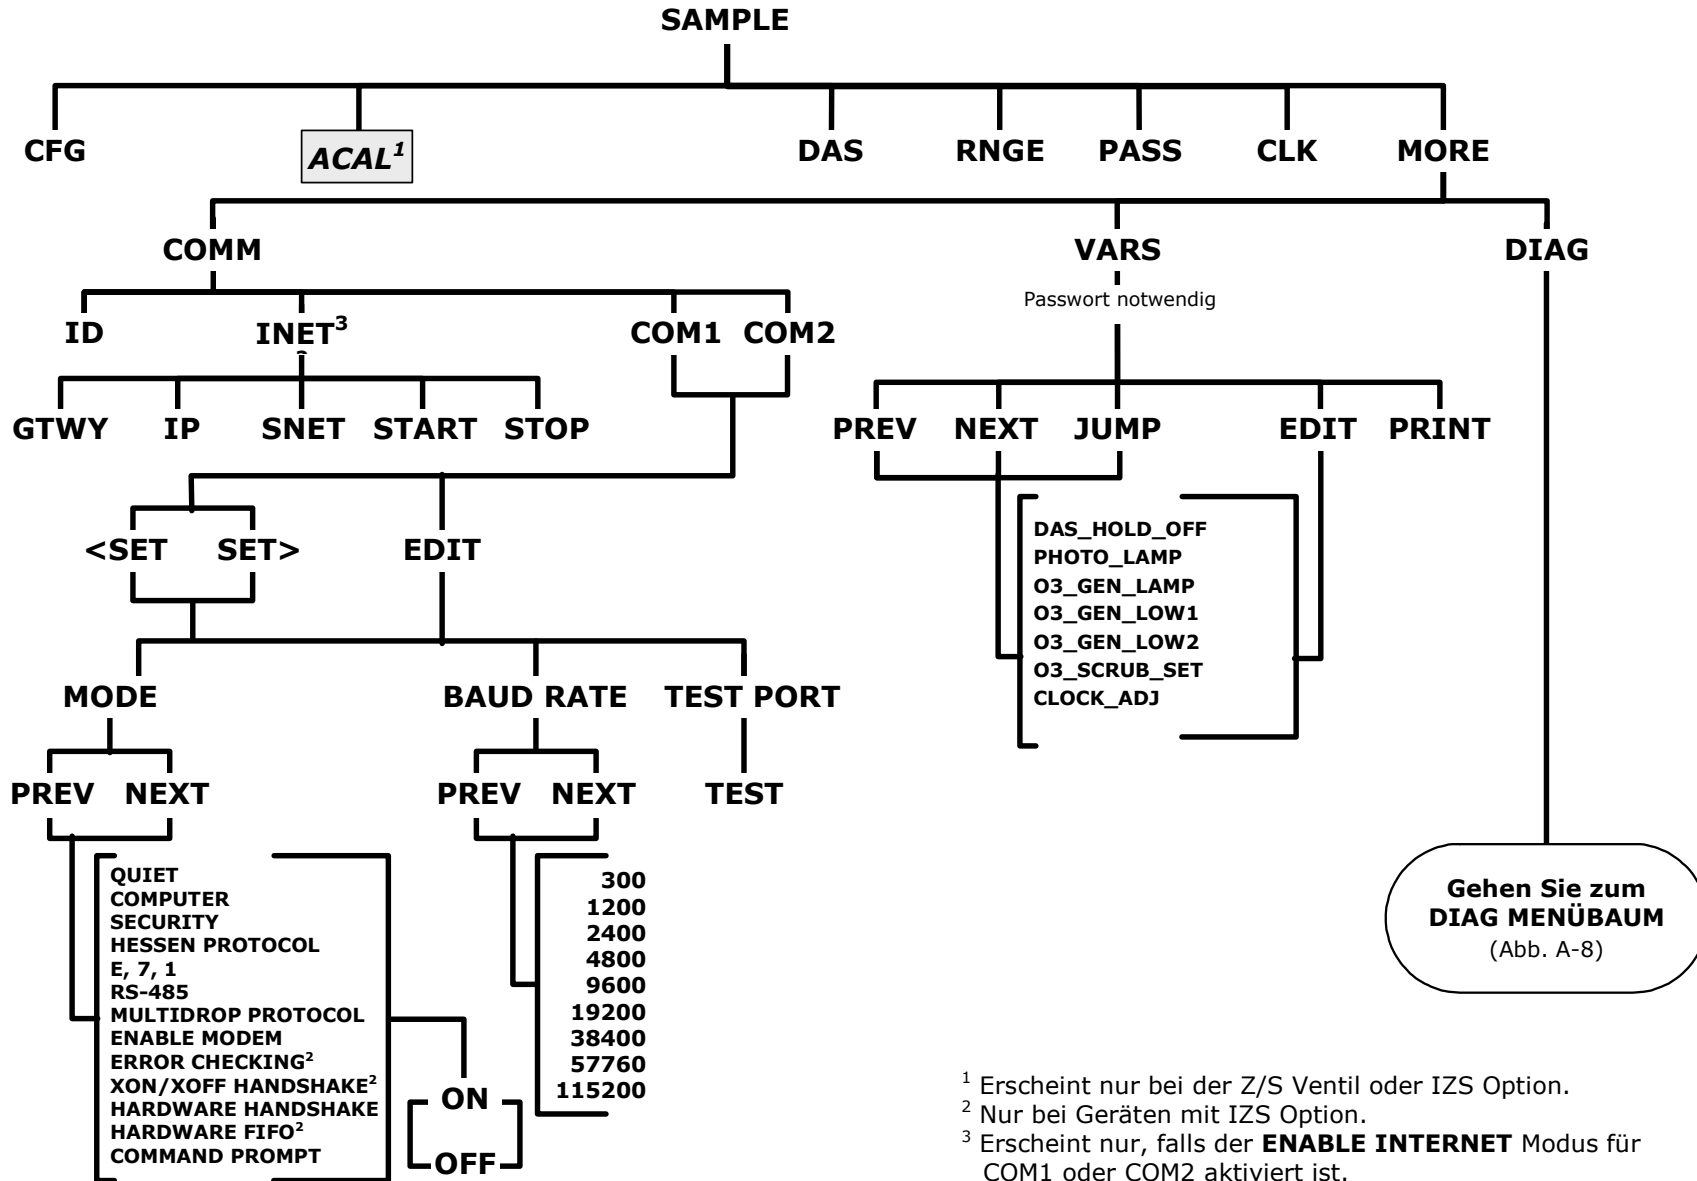 SAMPLE
CFG ACAL¹ DAS RNGE PASS CLK MORE
COMM VARS DIAG
Passwort notwendig
ID INET³ COM1 COM2
GTWY IP SNET START STOP
PREV NEXT JUMP EDIT PRINT
<SET SET> EDIT
DAS_HOLD_OFF
PHOTO_LAMP
O3_GEN_LAMP
O3_GEN_LOW1
O3_GEN_LOW2
O3_SCRUB_SET
CLOCK_ADJ
MODE BAUD RATE TEST PORT
PREV NEXT PREV NEXT TEST
QUIET
COMPUTER
SECURITY
HESSEN PROTOCOL
E, 7, 1
RS-485
MULTIDROP PROTOCOL
ENABLE MODEM
ERROR CHECKING²
XON/XOFF HANDSHAKE²
HARDWARE HANDSHAKE
HARDWARE FIFO²
COMMAND PROMPT
ON
OFF
300
1200
2400
4800
9600
19200
38400
57760
115200
Gehen Sie zum
DIAG MENÜBAUM
(Abb. A-8)
¹ Erscheint nur bei der Z/S Ventil oder IZS Option.
² Nur bei Geräten mit IZS Option.
³ Erscheint nur, falls der ENABLE INTERNET Modus für
COM1 oder COM2 aktiviert ist.